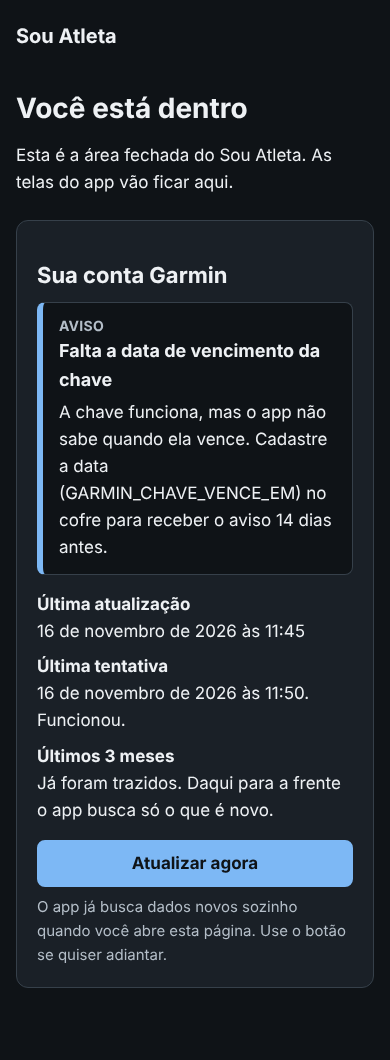 Sou Atleta
Você está dentro
Esta é a área fechada do Sou Atleta. As
telas do app vão ficar aqui.
Sua conta Garmin
AVISO
Falta a data de vencimento da
chave
A chave funciona, mas o app não
sabe quando ela vence. Cadastre
a data
(GARMIN_CHAVE_VENCE_EM) no
cofre para receber o aviso 14 dias
antes.
Última atualização
16 de novembro de 2026 às 11:45
Última tentativa
16 de novembro de 2026 às 11:50.
Funcionou.
Últimos 3 meses
Já foram trazidos. Daqui para a frente
o app busca só o que é novo.
Atualizar agora
O app já busca dados novos sozinho
quando você abre esta página. Use o botão
se quiser adiantar.